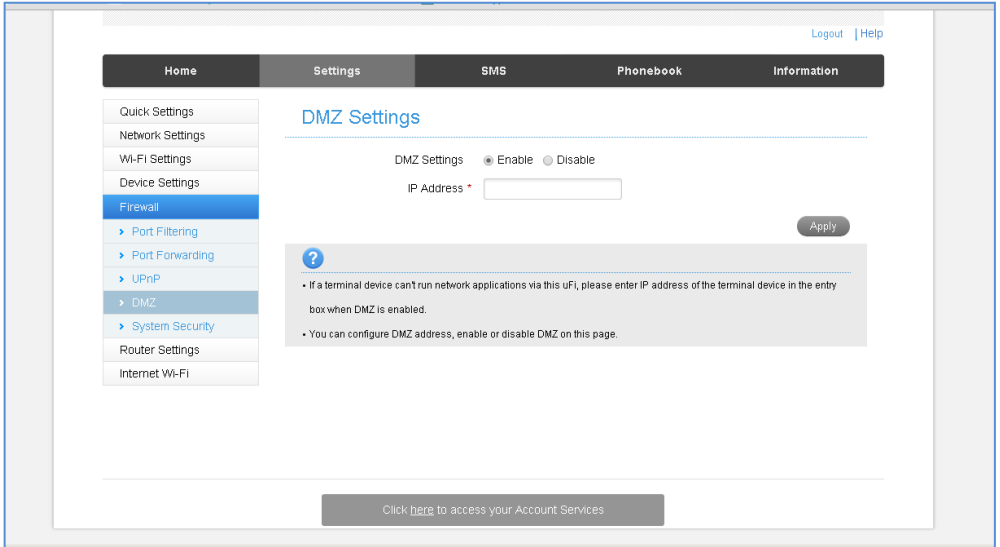 Logout | Help
Home Settings SMS Phonebook Information
Quick Settings
Network Settings
Wi-Fi Settings
Device Settings
Firewall
Port Filtering
Port Forwarding
UPnP
DMZ
System Security
Router Settings
Internet Wi-Fi
DMZ Settings
DMZ Settings Enable Disable
IP Address *
Apply
?
• If a terminal device can't run network applications via this uFi, please enter IP address of the terminal device in the entry
box when DMZ is enabled.
• You can configure DMZ address, enable or disable DMZ on this page.
Click here to access your Account Services